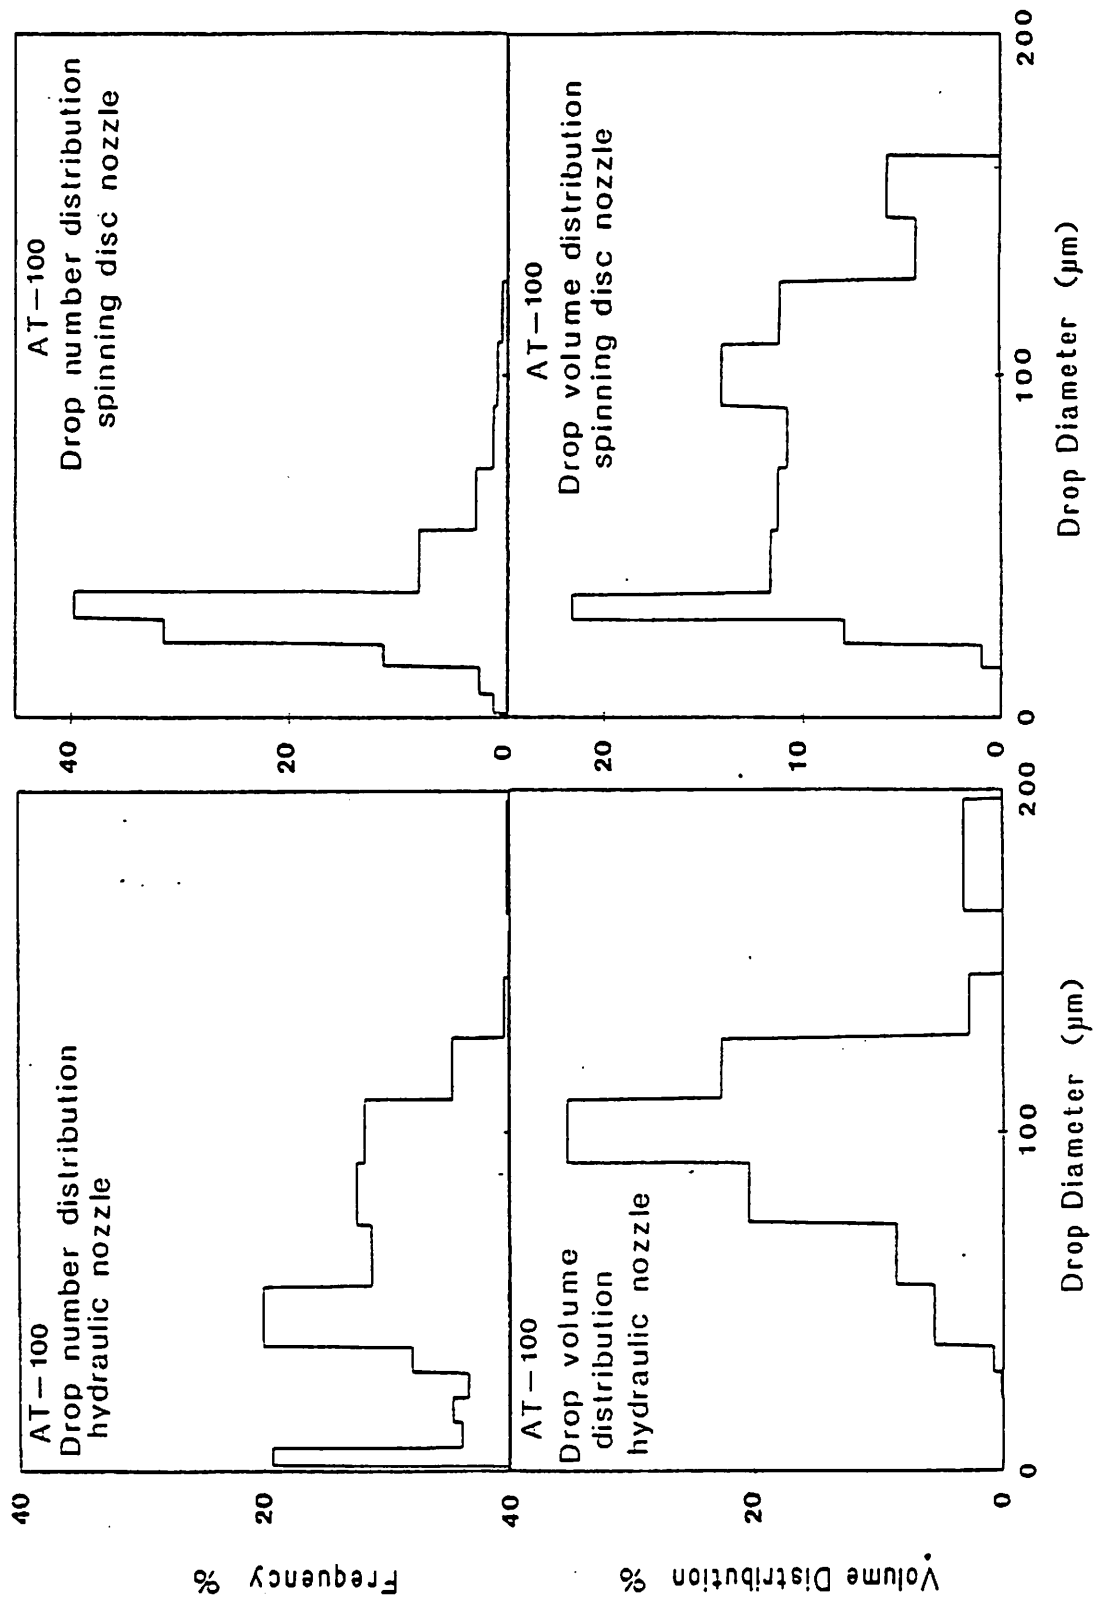 AT-100
Drop number distribution
hydraulic nozzle
Frequency %
40
20
AT-100
Drop number distribution
spinning disc nozzle
40
20
0
AT-100
Drop volume
distribution
hydraulic nozzle
Volume Distribution %
40
20
0
0
100
200
Drop Diameter (µm)
AT-100
Drop volume distribution
spinning disc nozzle
20
10
0
0
100
200
Drop Diameter (µm)